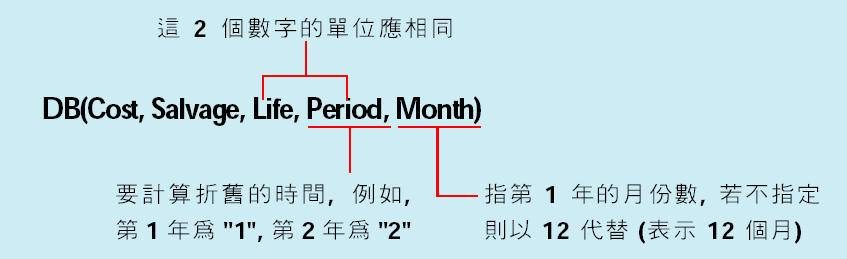 這 2 個數字的單位應相同
DB(Cost, Salvage, Life, Period, Month)
要計算折舊的時間, 例如,
第 1 年爲 "1", 第 2 年爲 "2"
指第 1 年的月份數, 若不指定
則以 12 代替 (表示 12 個月)